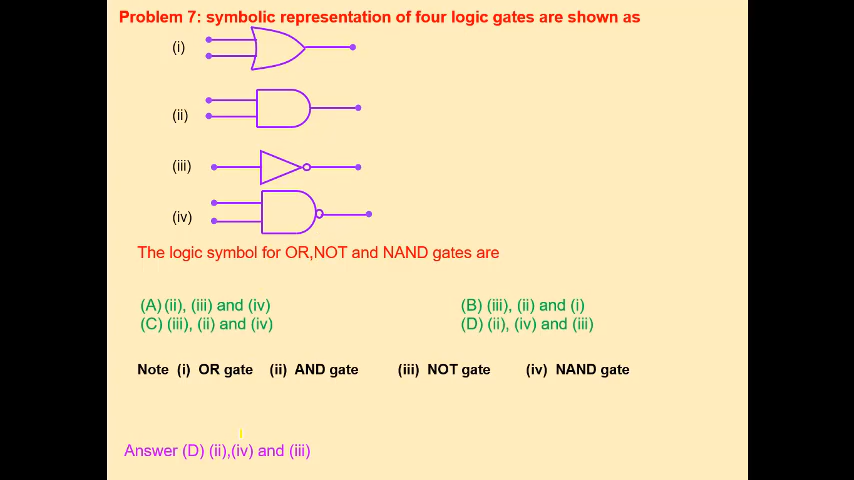 Problem 7: symbolic representation of four logic gates are shown as
(i)
(ii)
(iii)
(iv)
The logic symbol for OR,NOT and NAND gates are
(A) (ii), (iii) and (iv) (B) (iii), (ii) and (i)
(C) (iii), (ii) and (iv) (D) (ii), (iv) and (iii)
Note (i) OR gate (ii) AND gate (iii) NOT gate (iv) NAND gate
Answer (D) (ii),(iv) and (iii)